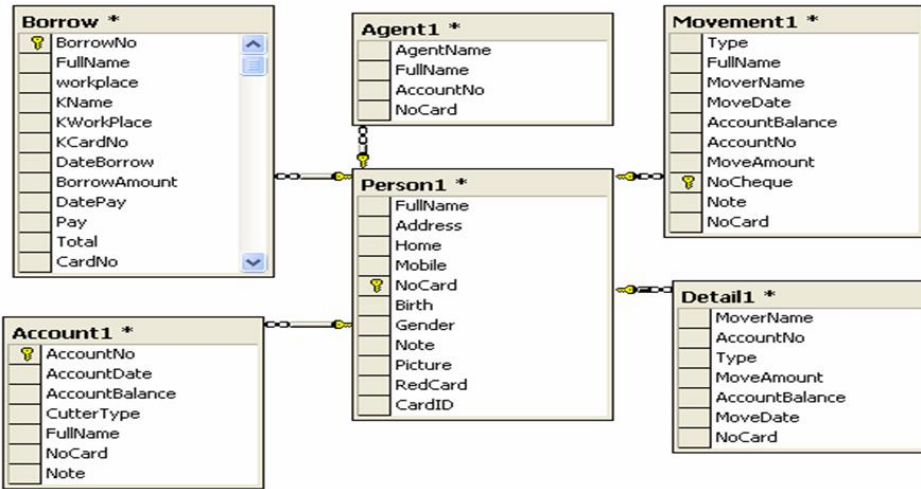 Borrow *
BorrowNo
FullName
workplace
KName
KWorkPlace
KCardNo
DateBorrow
BorrowAmount
DatePay
Pay
Total
CardNo
Agent1 *
AgentName
FullName
AccountNo
NoCard
Movement1 *
Type
FullName
MoverName
MoveDate
AccountBalance
AccountNo
MoveAmount
NoCheque
Note
NoCard
Person1 *
FullName
Address
Home
Mobile
NoCard
Birth
Gender
Note
Picture
RedCard
CardID
Account1 *
AccountNo
AccountDate
AccountBalance
CutterType
FullName
NoCard
Note
Detail1 *
MoverName
AccountNo
Type
MoveAmount
AccountBalance
MoveDate
NoCard